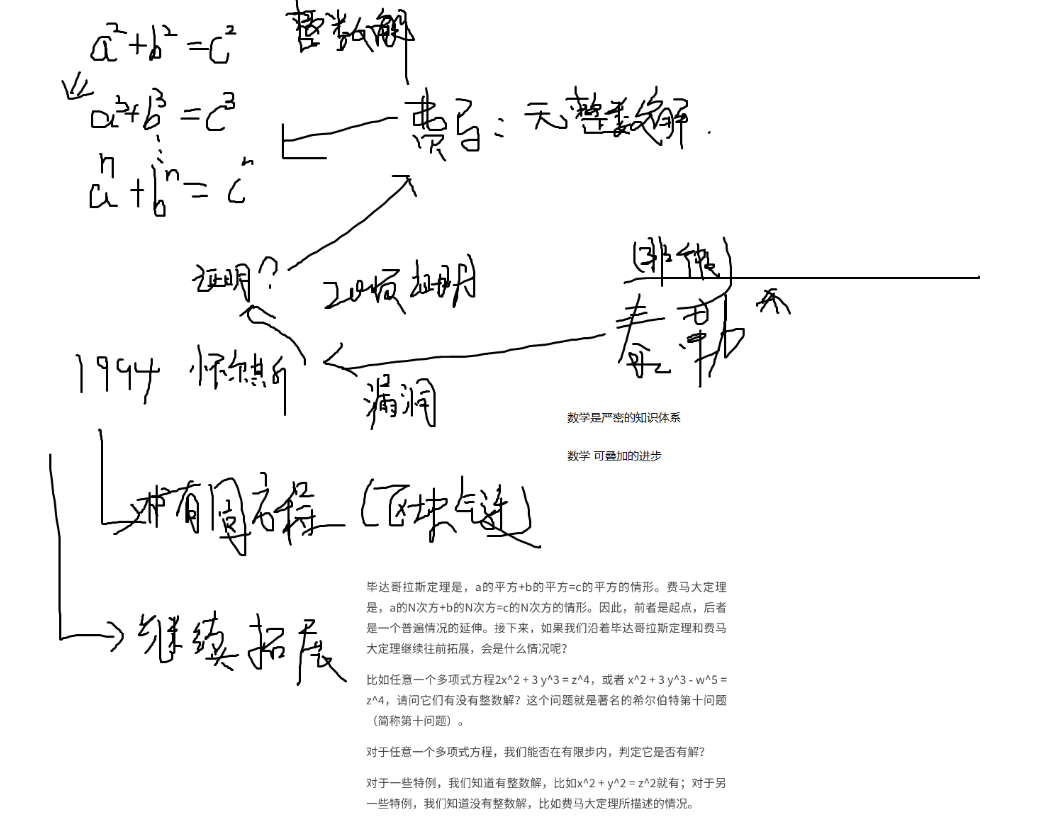 a²+b²=c² 整数解
a³+b³=c³ 费马：无整数解.
⋮
aⁿ+bⁿ=cⁿ
证明？
20页证明
1994 怀尔斯
漏洞
数学是严密的知识体系
数学 可叠加的进步
椭圆方程（区块链）
继续拓展
毕达哥拉斯定理是，a的平方+b的平方=c的平方的情形。费马大定理
是，a的N次方+b的N次方=c的N次方的情形。因此，前者是起点，后者
是一个普遍情况的延伸。接下来，如果我们沿着毕达哥拉斯定理和费马
大定理继续往前拓展，会是什么情况呢？
比如任意一个多项式方程2x^2 + 3 y^3 = z^4，或者 x^2 + 3 y^3 - w^5 =
z^4，请问它们有没有整数解？这个问题就是著名的希尔伯特第十问题
（简称第十问题）。
对于任意一个多项式方程，我们能否在有限步内，判定它是否有解？
对于一些特例，我们知道有整数解，比如x^2 + y^2 = z^2就有；对于另
一些特例，我们知道没有整数解，比如费马大定理所描述的情况。